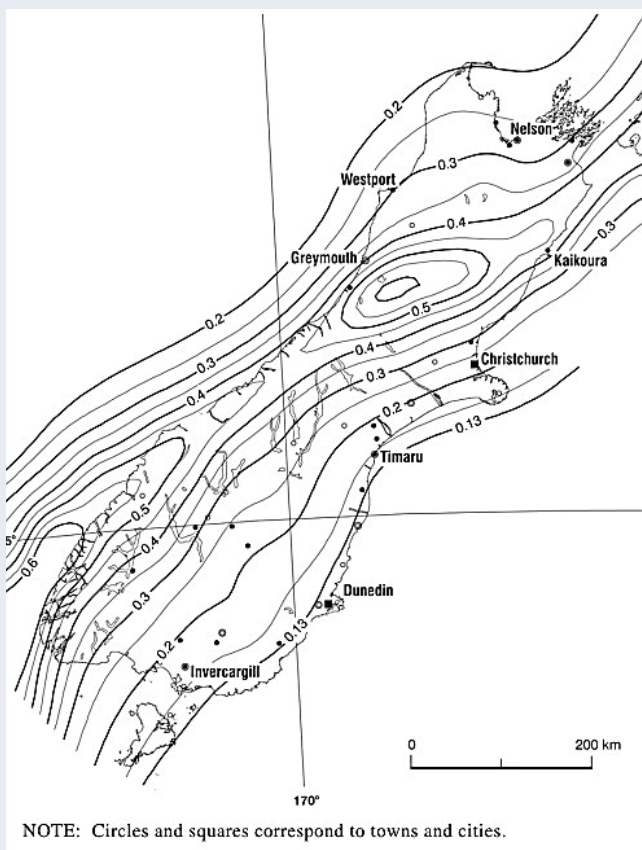 0.2
Nelson
0.3
Westport
0.4
0.3
Greymouth
Kaikoura
0.5
0.2
0.4
Christchurch
0.3
0.3
0.4
0.2
0.13
Timaru
0.5
5°
0.4
0.6
0.3
Dunedin
0.13
0.2
Invercargill
0 200 km
170°
NOTE: Circles and squares correspond to towns and cities.